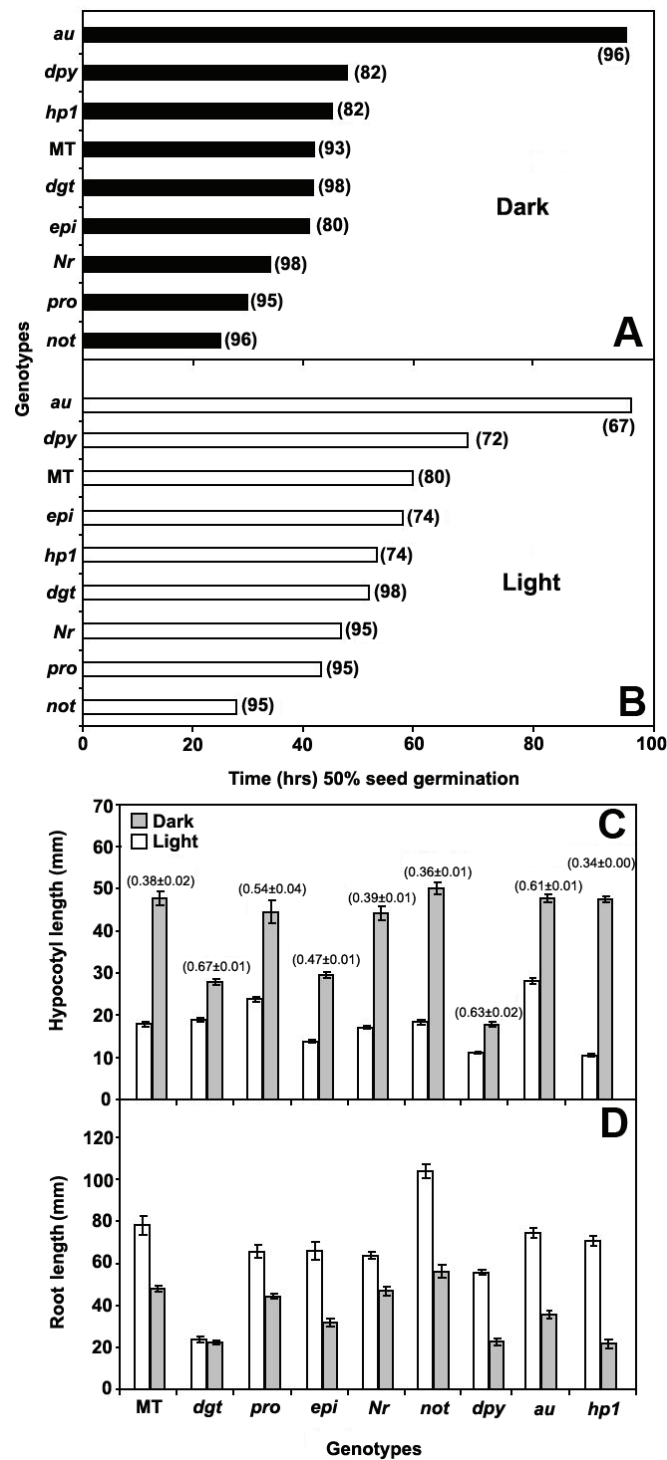 au (96)
dpy (82)
hp1 (82)
MT (93)
dgt (98)
epi (80)
Nr (98)
pro (95)
not (96)
Dark
A
Genotypes
au (67)
dpy (72)
MT (80)
epi (74)
hp1 (74)
dgt (98)
Nr (95)
pro (95)
not (95)
Light
B
0 20 40 60 80 100
Time (hrs) 50% seed germination
Hypocotyl length (mm)
70
60
50
40
30
20
10
0
Dark
Light
C
(0.38±0.02)
(0.67±0.01)
(0.54±0.04)
(0.47±0.01)
(0.39±0.01)
(0.36±0.01)
(0.63±0.02)
(0.61±0.01)
(0.34±0.00)
Root length (mm)
120
100
80
60
40
20
0
D
MT dgt pro epi Nr not dpy au hp1
Genotypes